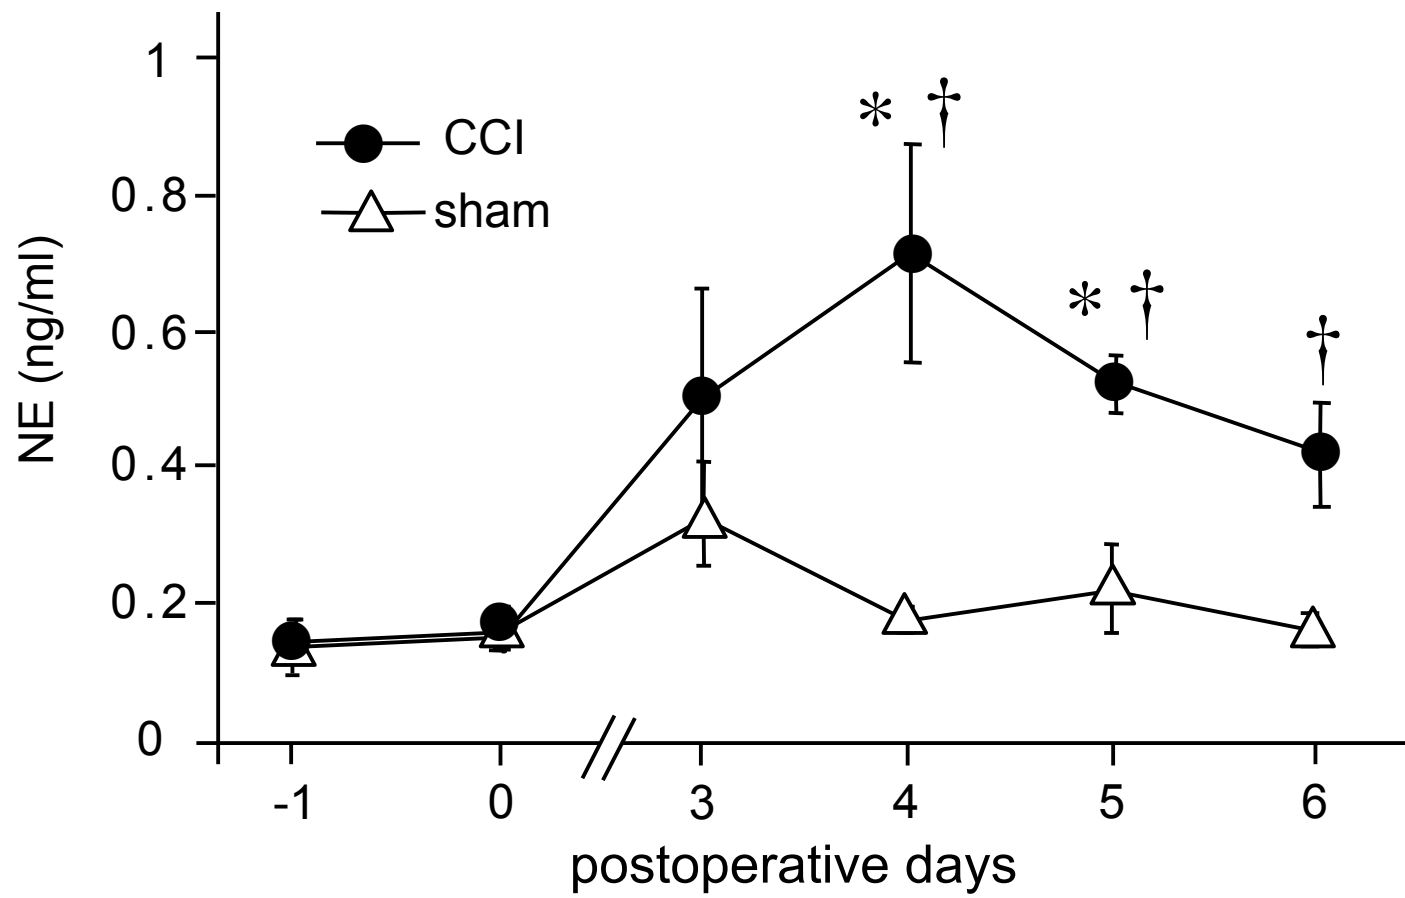 1
0.8
0.6
0.4
0.2
0
NE (ng/ml)
CCI
sham
* †
* †
†
-1 0 3 4 5 6
postoperative days